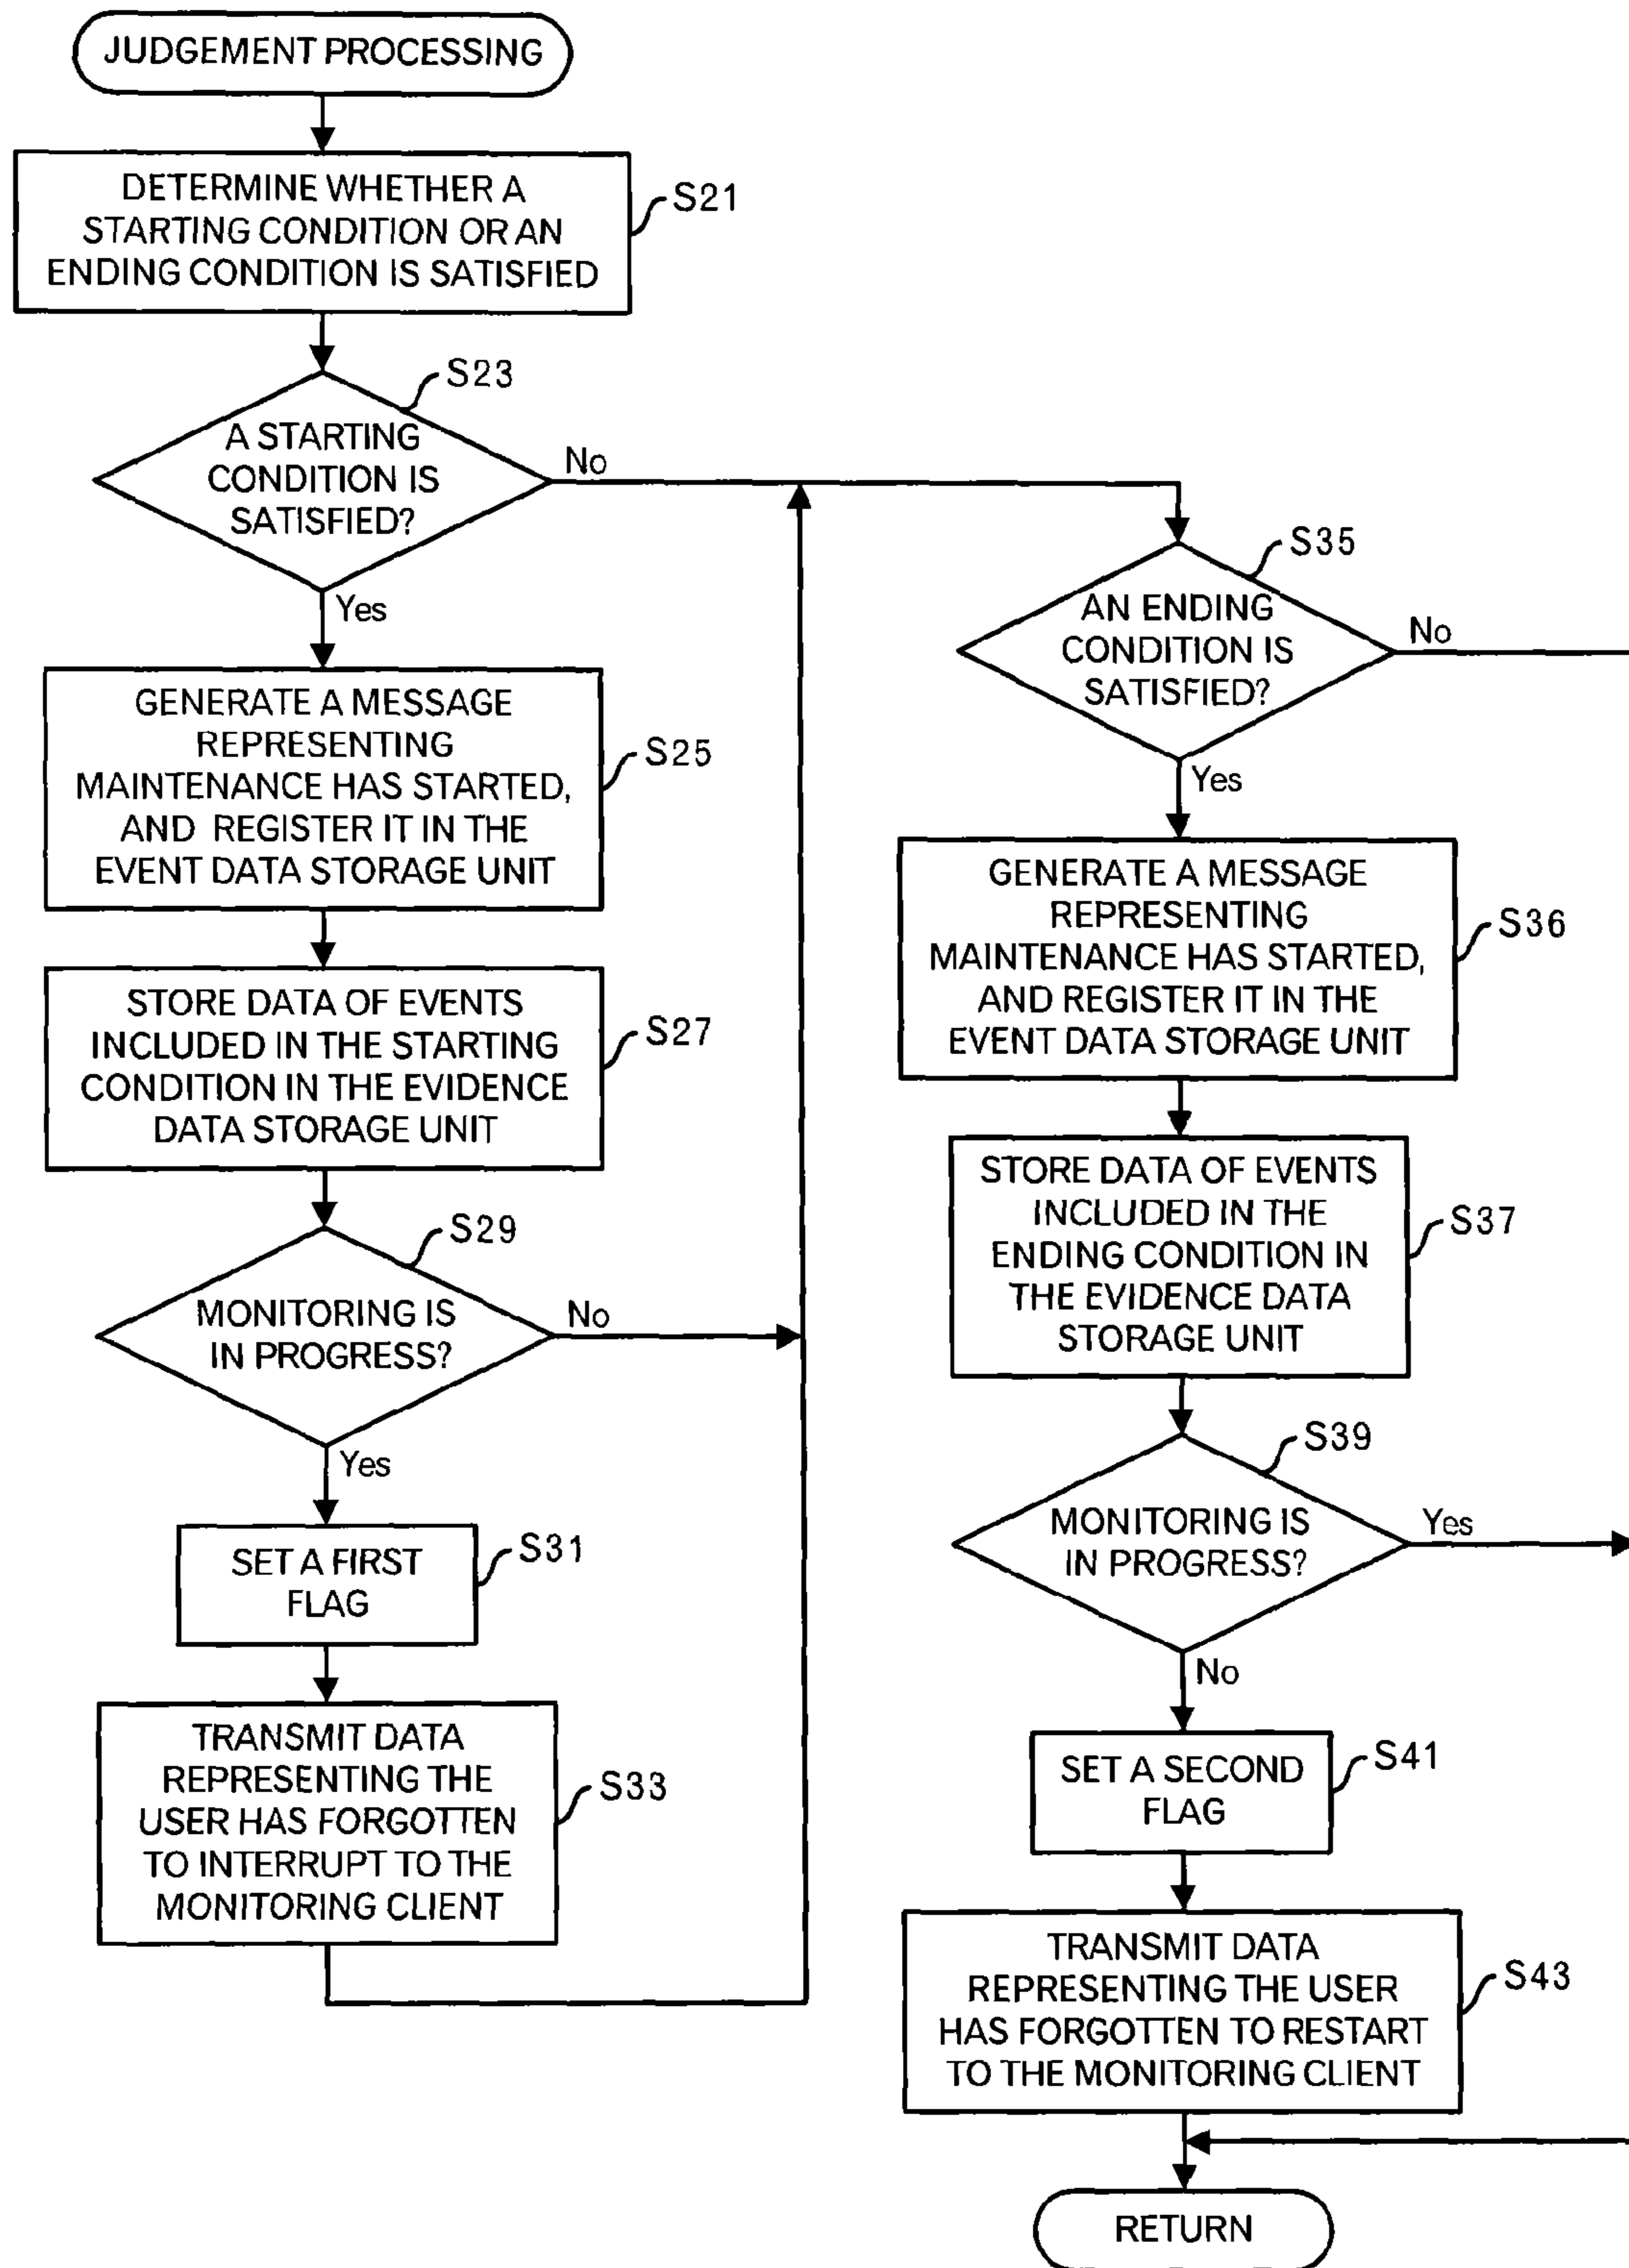 JUDGEMENT PROCESSING
DETERMINE WHETHER A
STARTING CONDITION OR AN
ENDING CONDITION IS SATISFIED
S21
S23
A STARTING
CONDITION IS
SATISFIED?
No
Yes
GENERATE A MESSAGE
REPRESENTING
MAINTENANCE HAS STARTED,
AND REGISTER IT IN THE
EVENT DATA STORAGE UNIT
S25
STORE DATA OF EVENTS
INCLUDED IN THE STARTING
CONDITION IN THE EVIDENCE
DATA STORAGE UNIT
S27
S29
MONITORING IS
IN PROGRESS?
No
Yes
SET A FIRST
FLAG
S31
TRANSMIT DATA
REPRESENTING THE
USER HAS FORGOTTEN
TO INTERRUPT TO THE
MONITORING CLIENT
S33
S35
AN ENDING
CONDITION IS
SATISFIED?
No
Yes
GENERATE A MESSAGE
REPRESENTING
MAINTENANCE HAS STARTED,
AND REGISTER IT IN THE
EVENT DATA STORAGE UNIT
S36
STORE DATA OF EVENTS
INCLUDED IN THE
ENDING CONDITION IN
THE EVIDENCE DATA
STORAGE UNIT
S37
S39
MONITORING IS
IN PROGRESS?
Yes
No
SET A SECOND
FLAG
S41
TRANSMIT DATA
REPRESENTING THE USER
HAS FORGOTTEN TO RESTART
TO THE MONITORING CLIENT
S43
RETURN